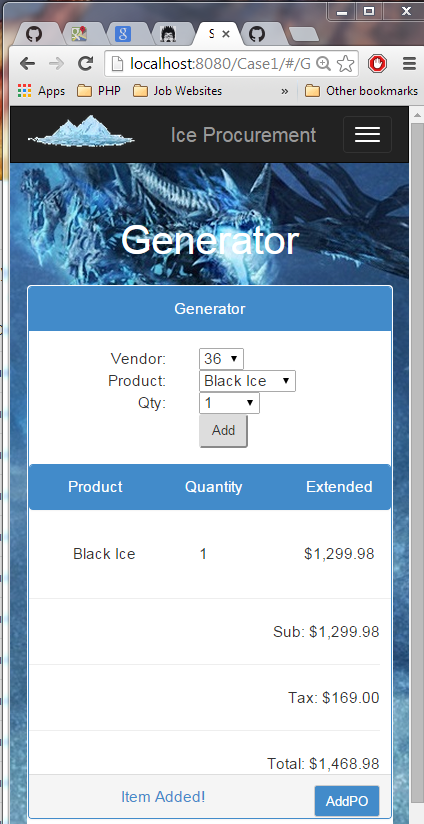 S
localhost:8080/Case1/#/G
Apps PHP Job Websites » Other bookmarks
Ice Procurement
Generator
Generator
Vendor: 36
Product: Black Ice
Qty: 1
Add
Product Quantity Extended
Black Ice 1 $1,299.98
Sub: $1,299.98
Tax: $169.00
Total: $1,468.98
Item Added! AddPO